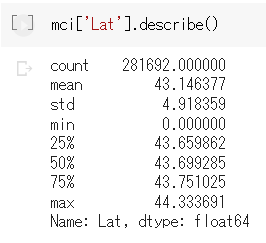 [ ] mci['Lat'].describe()
count 281692.000000
mean 43.146377
std 4.918359
min 0.000000
25% 43.659862
50% 43.699285
75% 43.751025
max 44.333691
Name: Lat, dtype: float64